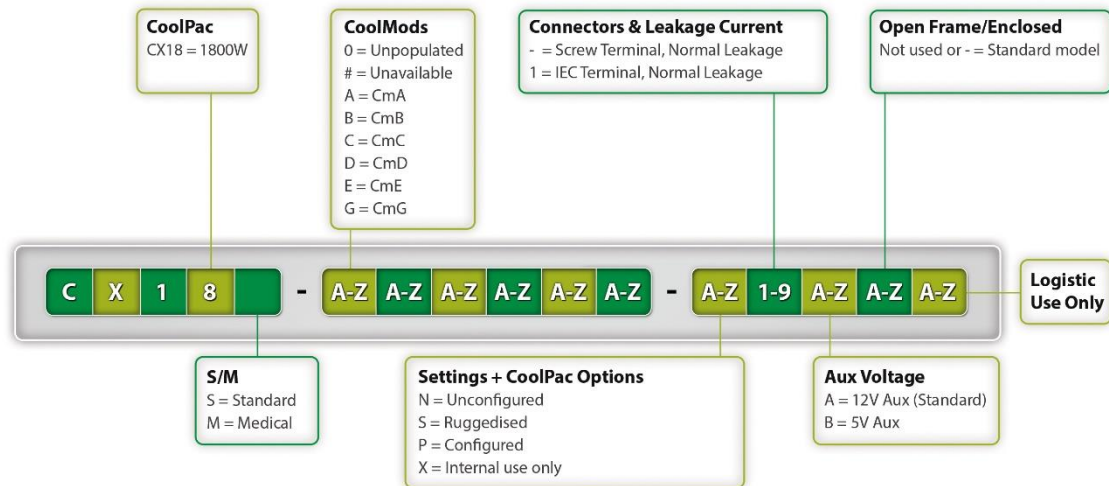 CoolPac
CX18 = 1800W
CoolMods
0 = Unpopulated
# = Unavailable
A = CmA
B = CmB
C = CmC
D = CmD
E = CmE
G = CmG
Connectors & Leakage Current
- = Screw Terminal, Normal Leakage
1 = IEC Terminal, Normal Leakage
Open Frame/Enclosed
Not used or - = Standard model
C X 1 8 - A-Z A-Z A-Z A-Z A-Z A-Z - A-Z 1-9 A-Z A-Z A-Z
Logistic
Use Only
S/M
S = Standard
M = Medical
Settings + CoolPac Options
N = Unconfigured
S = Ruggedised
P = Configured
X = Internal use only
Aux Voltage
A = 12V Aux (Standard)
B = 5V Aux